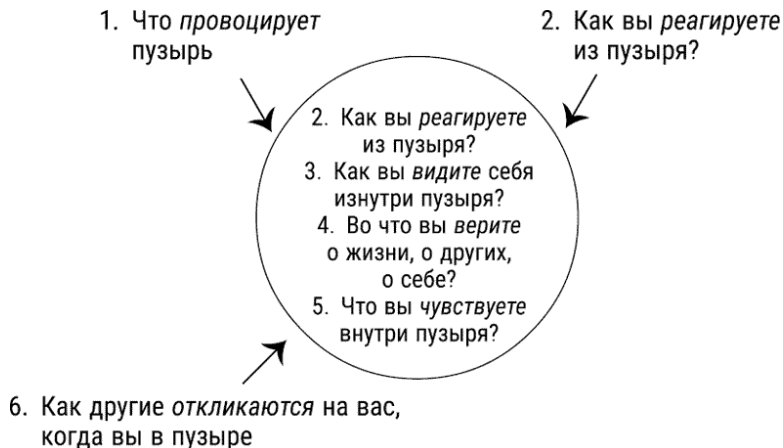 1. Что провоцирует
пузырь
2. Как вы реагируете
из пузыря?
2. Как вы реагируете
из пузыря?
3. Как вы видите себя
изнутри пузыря?
4. Во что вы верите
о жизни, о других,
о себе?
5. Что вы чувствуете
внутри пузыря?
6. Как другие откликаются на вас,
когда вы в пузыре